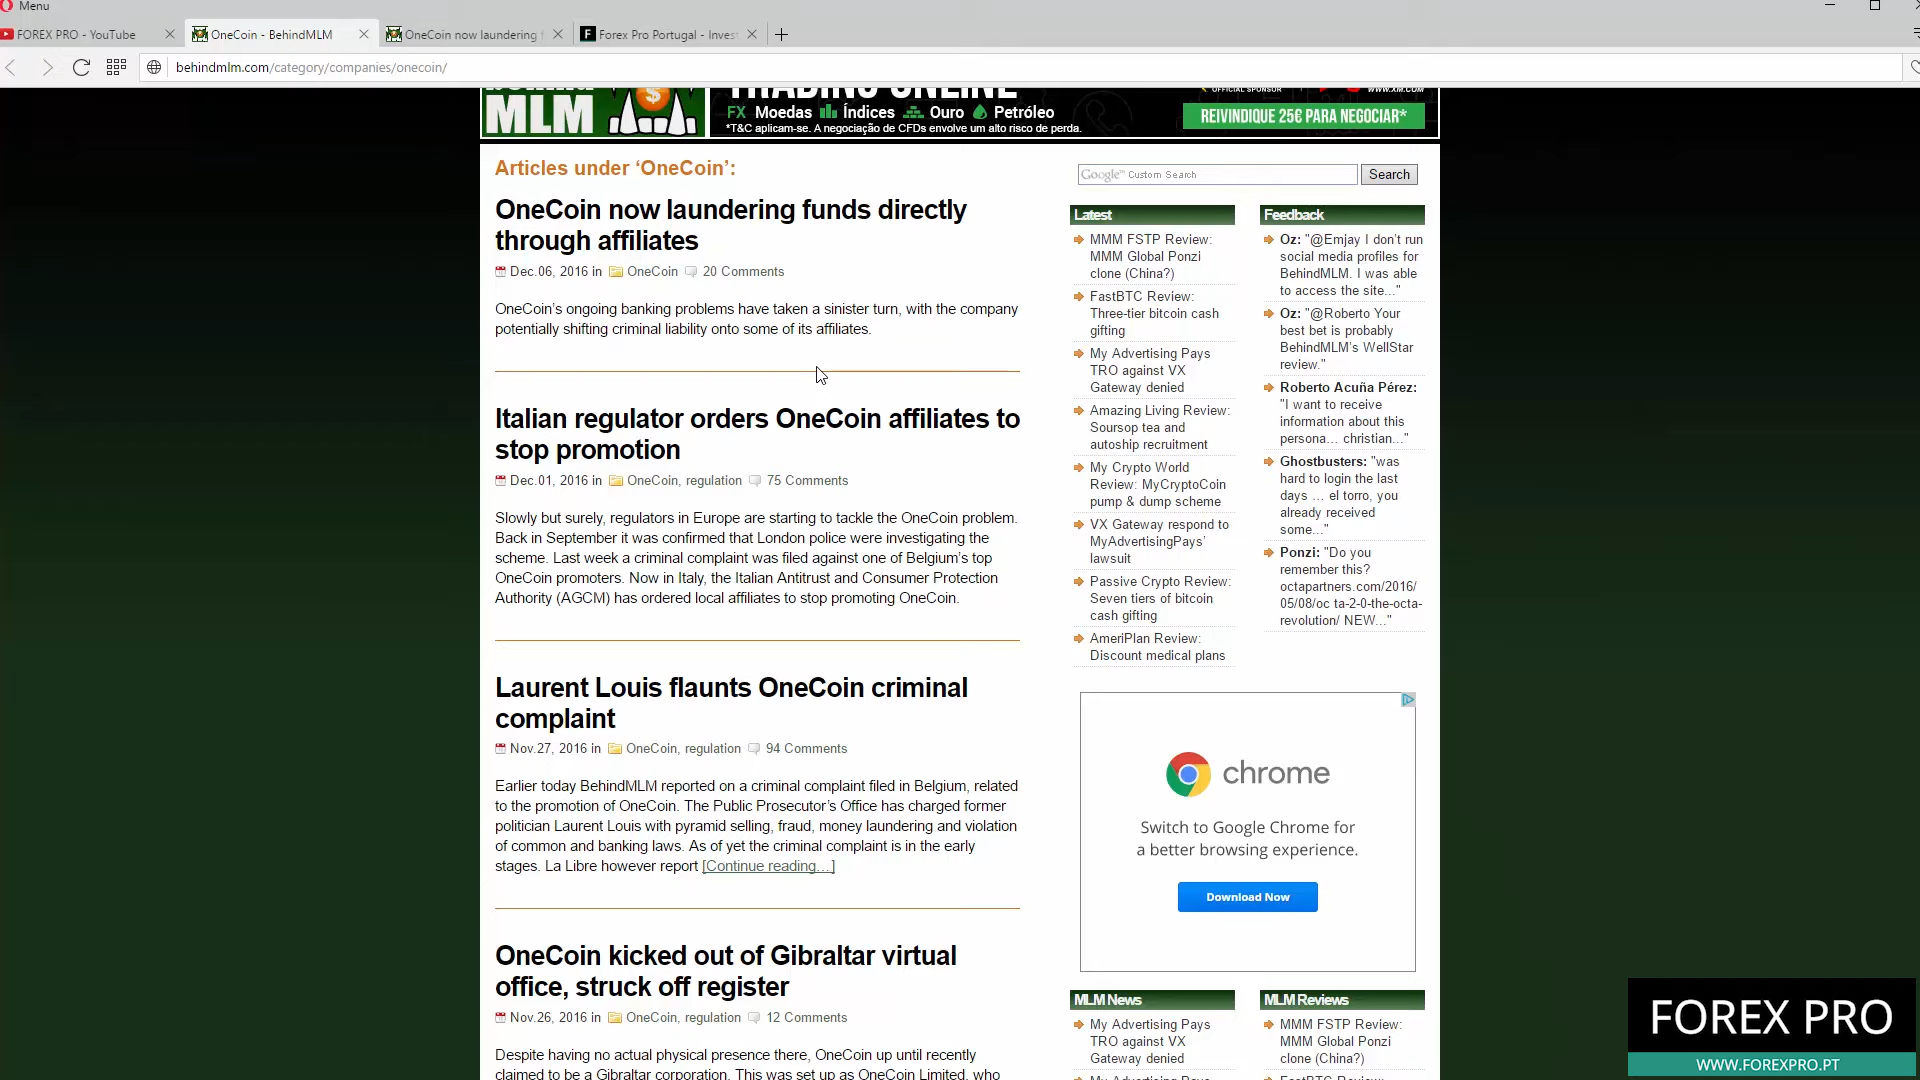 Menu
FOREX PRO - YouTube
OneCoin - BehindMLM
OneCoin now laundering
Forex Pro Portugal - Inves
behindmlm.com/category/companies/onecoin/
MLM
TRADING ONLINE
FX Moedas Índices Ouro Petróleo
*T&C aplicam-se. A negociação de CFDs envolve um alto risco de perda.
OFFICIAL SPONSOR
WWW.XM.COM
REIVINDIQUE 25€ PARA NEGOCIAR*
Articles under ‘OneCoin’:
OneCoin now laundering funds directly
through affiliates
Dec.06, 2016 in OneCoin 20 Comments
OneCoin’s ongoing banking problems have taken a sinister turn, with the company
potentially shifting criminal liability onto some of its affiliates.
Italian regulator orders OneCoin affiliates to
stop promotion
Dec.01, 2016 in OneCoin, regulation 75 Comments
Slowly but surely, regulators in Europe are starting to tackle the OneCoin problem.
Back in September it was confirmed that London police were investigating the
scheme. Last week a criminal complaint was filed against one of Belgium’s top
OneCoin promoters. Now in Italy, the Italian Antitrust and Consumer Protection
Authority (AGCM) has ordered local affiliates to stop promoting OneCoin.
Laurent Louis flaunts OneCoin criminal
complaint
Nov.27, 2016 in OneCoin, regulation 94 Comments
Earlier today BehindMLM reported on a criminal complaint filed in Belgium, related
to the promotion of OneCoin. The Public Prosecutor’s Office has charged former
politician Laurent Louis with pyramid selling, fraud, money laundering and violation
of common and banking laws. As of yet the criminal complaint is in the early
stages. La Libre however report [Continue reading…]
OneCoin kicked out of Gibraltar virtual
office, struck off register
Nov.26, 2016 in OneCoin, regulation 12 Comments
Despite having no actual physical presence there, OneCoin up until recently
claimed to be a Gibraltar corporation. This was set up as OneCoin Limited, who
Google™ Custom Search
Search
Latest
MMM FSTP Review:
MMM Global Ponzi
clone (China?)
FastBTC Review:
Three-tier bitcoin cash
gifting
My Advertising Pays
TRO against VX
Gateway denied
Amazing Living Review:
Soursop tea and
autoship recruitment
My Crypto World
Review: MyCryptoCoin
pump & dump scheme
VX Gateway respond to
MyAdvertisingPays’
lawsuit
Passive Crypto Review:
Seven tiers of bitcoin
cash gifting
AmeriPlan Review:
Discount medical plans
Feedback
Oz: "@Emjay I don’t run
social media profiles for
BehindMLM. I was able
to access the site..."
Oz: "@Roberto Your
best bet is probably
BehindMLM’s WellStar
review."
Roberto Acuña Pérez:
"I want to receive
information about this
persona… christian..."
Ghostbusters: "was
hard to login the last
days … el torro, you
already received
some..."
Ponzi: "Do you
remember this?
octapartners.com/2016/
05/08/oc ta-2-0-the-octa-
revolution/ NEW..."
chrome
Switch to Google Chrome for
a better browsing experience.
Download Now
MLM News
My Advertising Pays
TRO against VX
Gateway denied
My Advertising Pays
MLM Reviews
MMM FSTP Review:
MMM Global Ponzi
clone (China?)
FastBTC Review:
FOREX PRO
WWW.FOREXPRO.PT